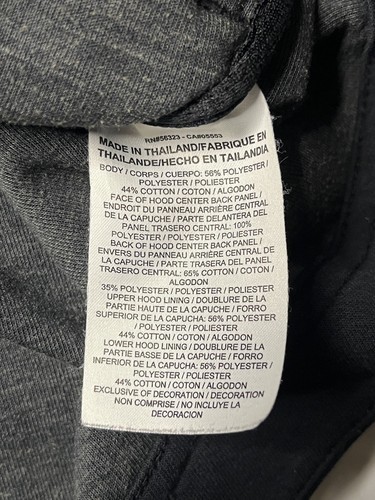 RN#56323 - CA#05553
MADE IN THAILAND/FABRIQUE EN
THAILANDE/HECHO EN TAILANDIA
BODY / CORPS / CUERPO: 56% POLYESTER /
POLYESTER / POLIESTER
44% COTTON / COTON / ALGODON
FACE OF HOOD CENTER BACK PANEL /
ENDROIT DU PANNEAU ARRIÈRE CENTRAL
DE LA CAPUCHE / PARTE DELANTERA DEL
PANEL TRASERO CENTRAL: 100%
POLYESTER / POLYESTER / POLIESTER
BACK OF HOOD CENTER BACK PANEL /
ENVERS DU PANNEAU ARRIÈRE CENTRAL DE
LA CAPUCHE / PARTE TRASERA DEL PANEL
TRASERO CENTRAL: 65% COTTON / COTON /
ALGODON
35% POLYESTER / POLYESTER / POLIESTER
UPPER HOOD LINING / DOUBLURE DE LA
PARTIE HAUTE DE LA CAPUCHE / FORRO
SUPERIOR DE LA CAPUCHA: 56% POLYESTER /
POLYESTER / POLIESTER
44% COTTON / COTON / ALGODON
LOWER HOOD LINING / DOUBLURE DE LA
PARTIE BASSE DE LA CAPUCHE / FORRO
INFERIOR DE LA CAPUCHA: 56% POLYESTER /
POLYESTER / POLIESTER
44% COTTON / COTON / ALGODON
EXCLUSIVE OF DECORATION / DECORATION
NON COMPRISE / NO INCLUYE LA
DECORACION